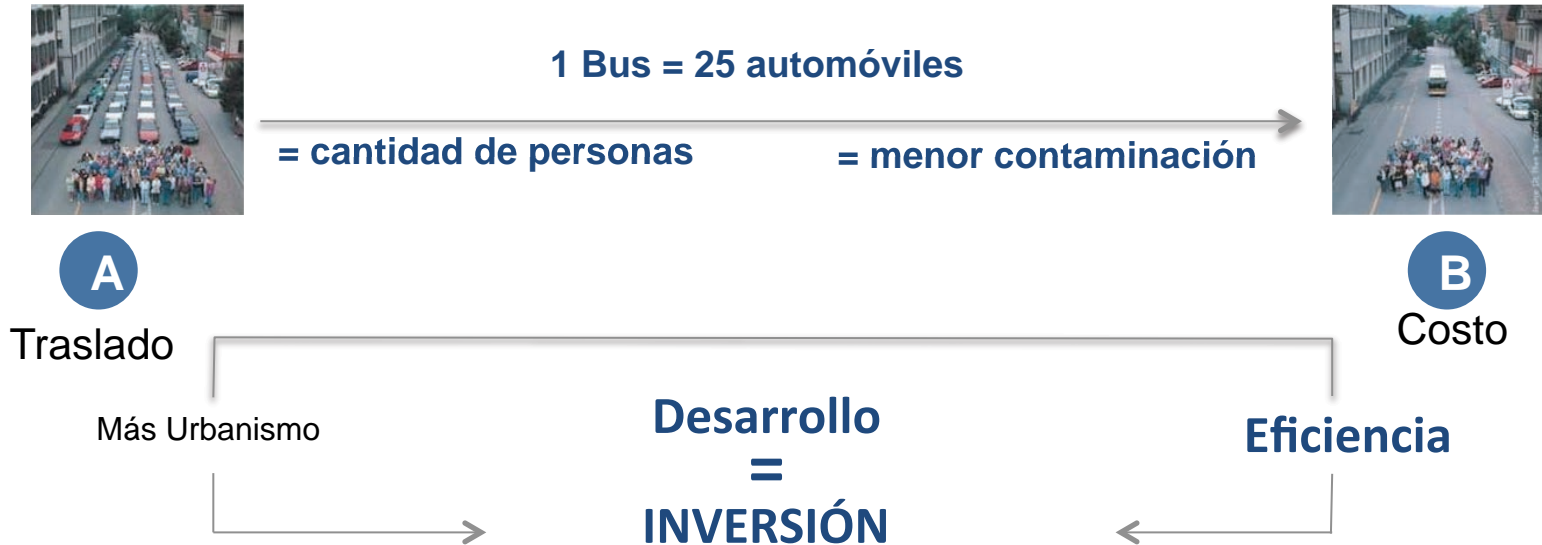 1 Bus = 25 automóviles
= cantidad de personas
= menor contaminación
A
B
Traslado
Costo
Más Urbanismo
Desarrollo
=
INVERSIÓN
Eficiencia